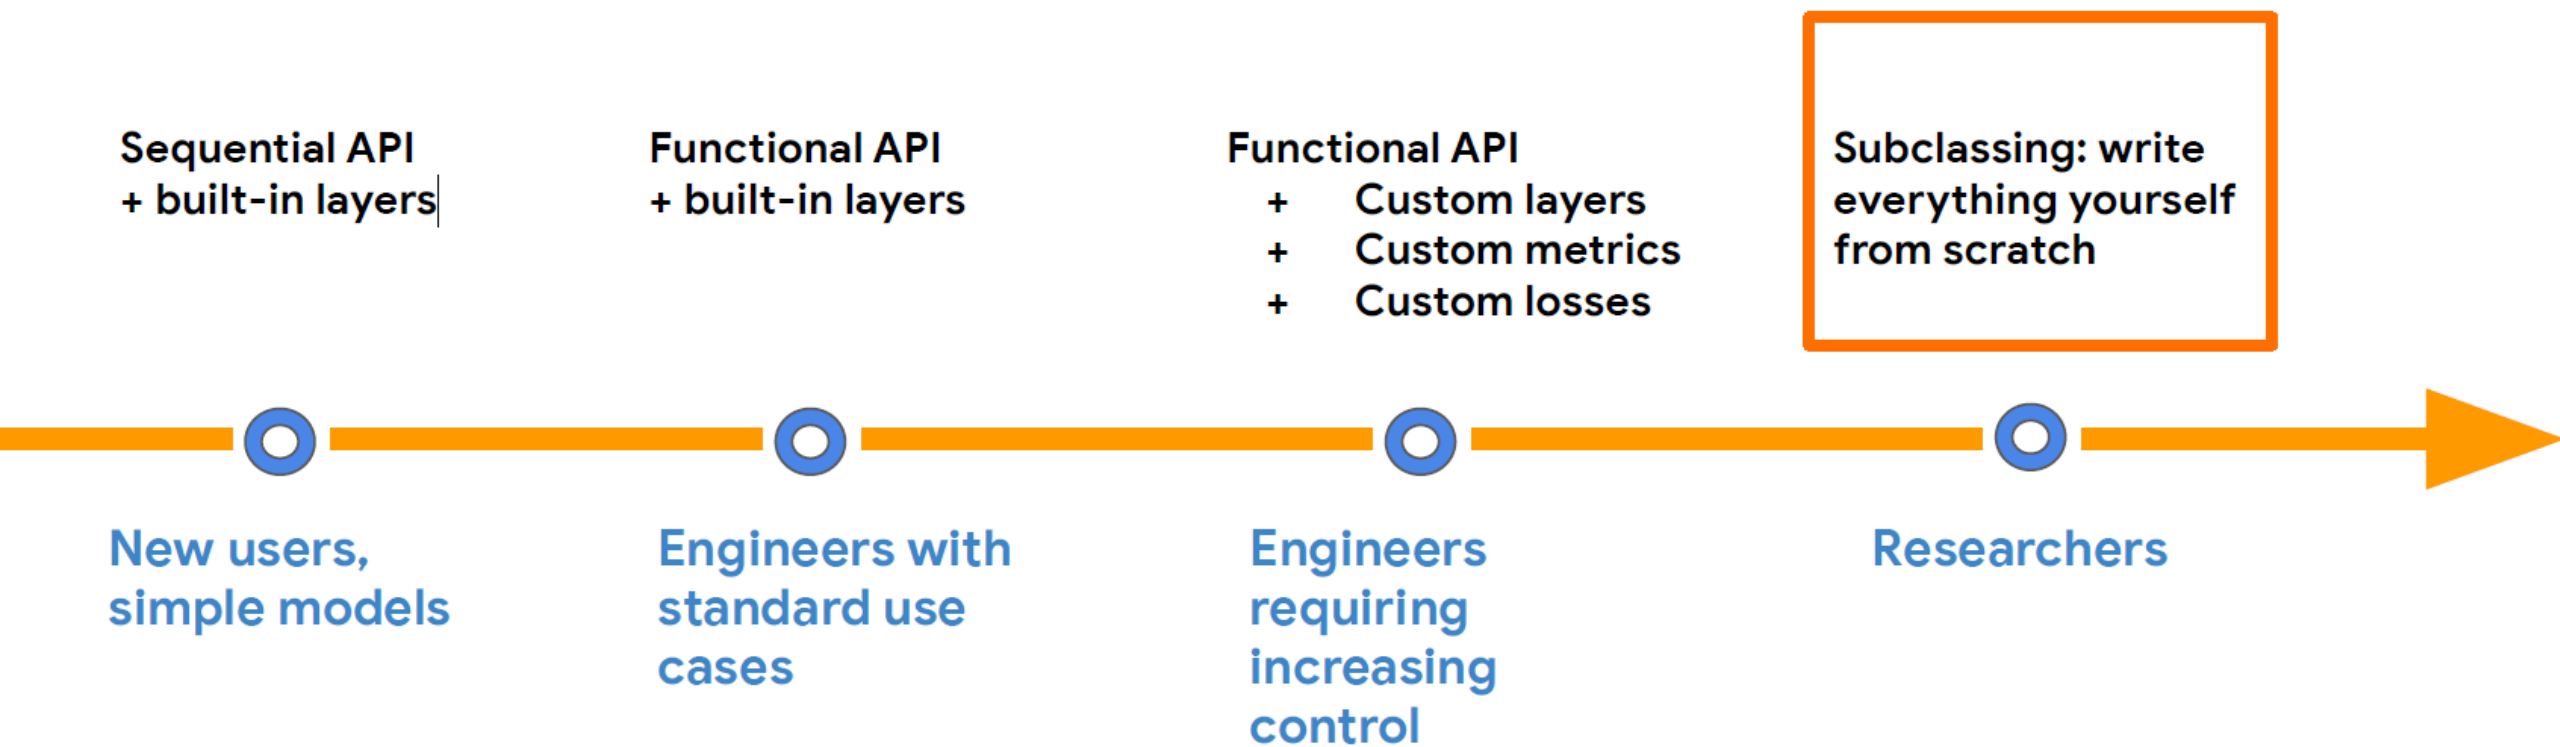 Sequential API
+ built-in layers
Functional API
+ built-in layers
Functional API
+ Custom layers
+ Custom metrics
+ Custom losses
Subclassing: write
everything yourself
from scratch
New users,
simple models
Engineers with
standard use
cases
Engineers
requiring
increasing
control
Researchers